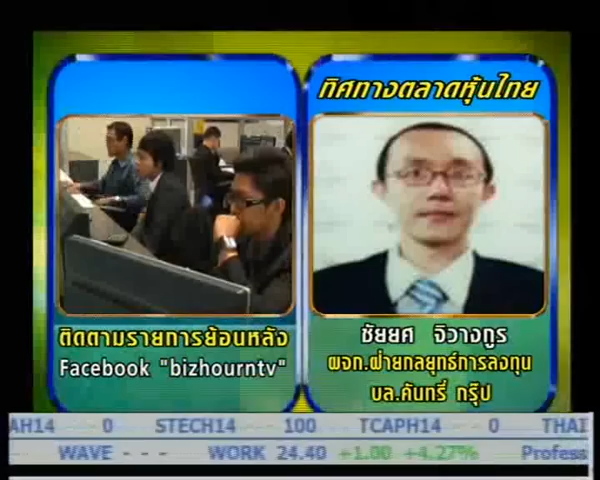 ทิศทางตลาดหุ้นไทย
ติดตามรายการย้อนหลัง
Facebook "bizhourntv"
ชัยยศ จิวางกูร
ผจก.ฝ่ายกลยุทธ์การลงทุน
บล.คันทรี่ กรุ๊ป
AH14 0 STECH14 100 TCAPH14 0 THAI
WAVE - - - WORK 24.40 +1.00 +4.27% Profess